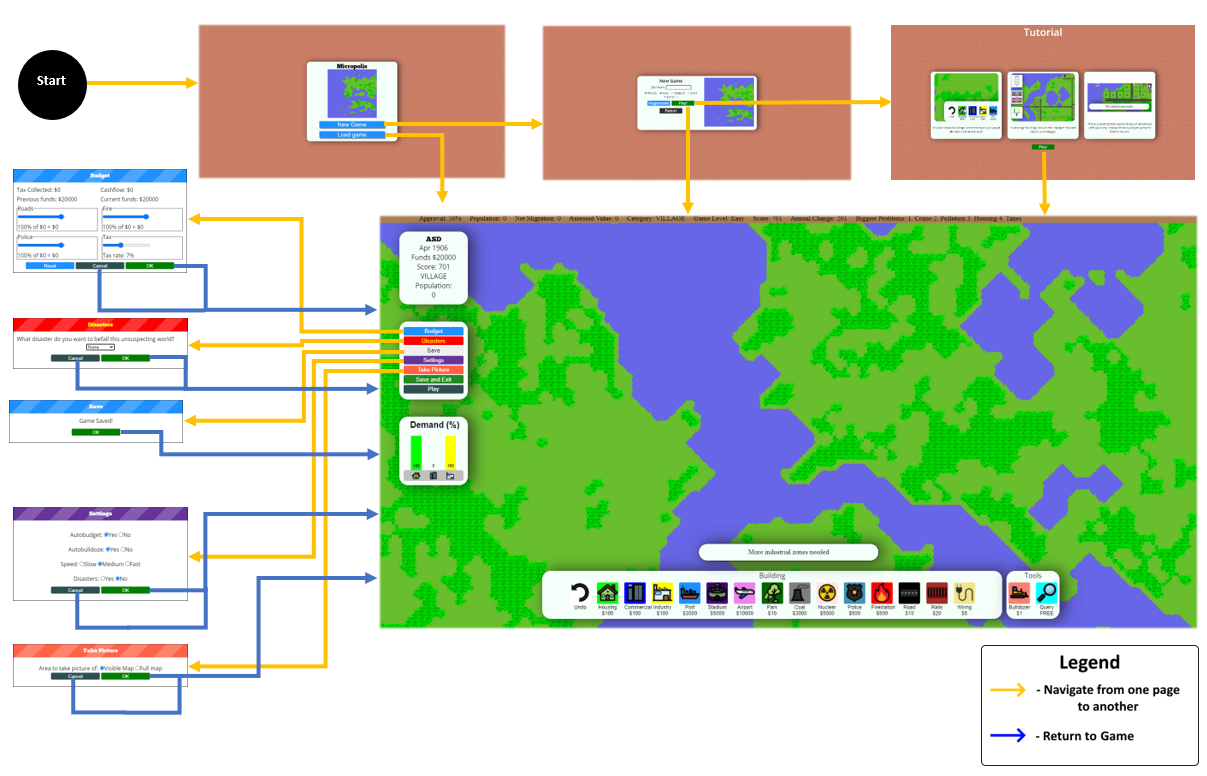 Start
Micropolis
New Game
Load game
New Game
Play!
Return
Tutorial
Play!
Budget
Tax Collected: $0 Cashflow: $0
Previous funds: $20000 Current funds: $20000
Roads Fire
100% of $0 = $0 100% of $0 = $0
Police Tax
100% of $0 = $0 Tax rate: 7%
Reset Cancel OK
Disasters
What disaster do you want to befall this unsuspecting world?
None
Cancel OK
Save
Game Saved!
OK
Settings
Autobudget: Yes No
Autobulldoze: Yes No
Speed: Slow Medium Fast
Disasters: Yes No
Cancel OK
Take Picture
Area to take picture of: Visible Map Full map
Cancel OK
Approval: 50% Population: 0 Net Migration: 0 Assessed Value: 0 Category: VILLAGE Game Level: Easy Score: 701 Annual Change: 201 Biggest Problems: 1. Crime 2. Pollution 3. Housing 4. Taxes
ASD
Apr 1906
Funds $20000
Score: 701
VILLAGE
Population:
0
Budget
Disasters
Save
Settings
Take Picture
Save and Exit
Play
Demand (%)
More industrial zones needed
Building
Undo Housing Commercial Industry Port Stadium Airport Park Coal Nuclear Police Firestation Road Rails Wiring
$100 $100 $100 $3000 $5000 $10000 $10 $3000 $5000 $500 $500 $10 $20 $5
Tools
Bulldozer Query
$1 FREE
Legend
- Navigate from one page
to another
- Return to Game